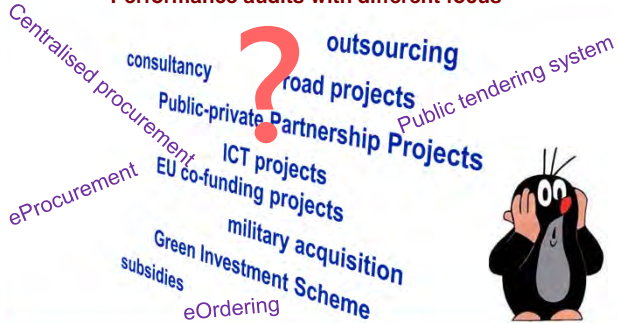 Performance audits with different focus
Centralised procurement
consultancy
outsourcing
?
road projects
Public tendering system
Public-private Partnership Projects
ICT projects
EU co-funding projects
eProcurement
military acquisition
Green Investment Scheme
subsidies
eOrdering